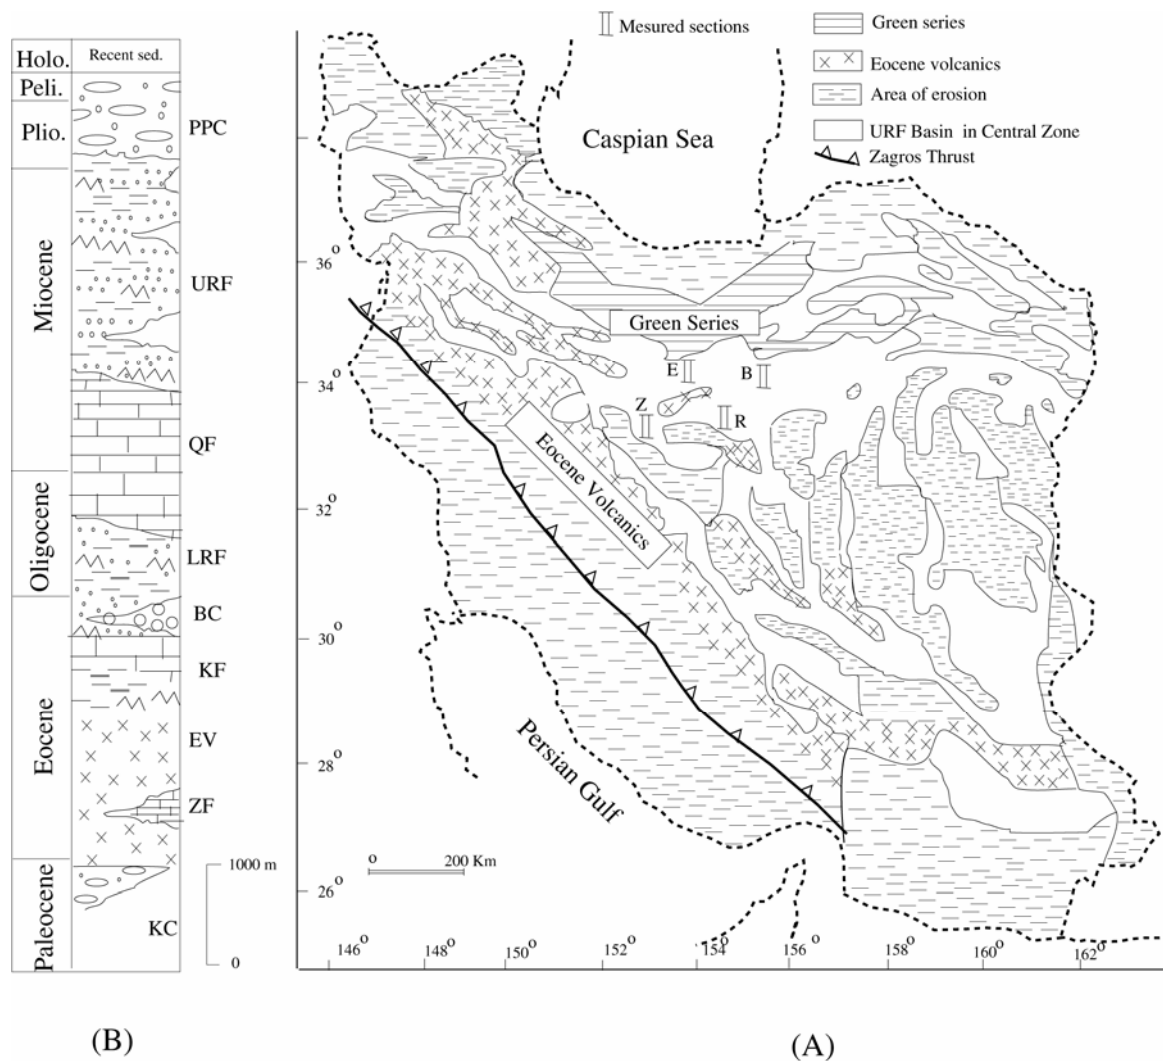 Holo.
Recent sed.
Peli.
Plio.
PPC
Miocene
URF
QF
Oligocene
LRF
BC
KF
Eocene
EV
ZF
Paleocene
1000 m
KC
0
(B)
Mesured sections
Green series
Eocene volcanics
Area of erosion
URF Basin in Central Zone
Zagros Thrust
Caspian Sea
36°
Green Series
34°
E
B
Z
R
Eocene Volcanics
32°
30°
28°
Persian Gulf
o
200 Km
26°
146° 148° 150° 152° 154° 156° 158° 160° 162°
(A)